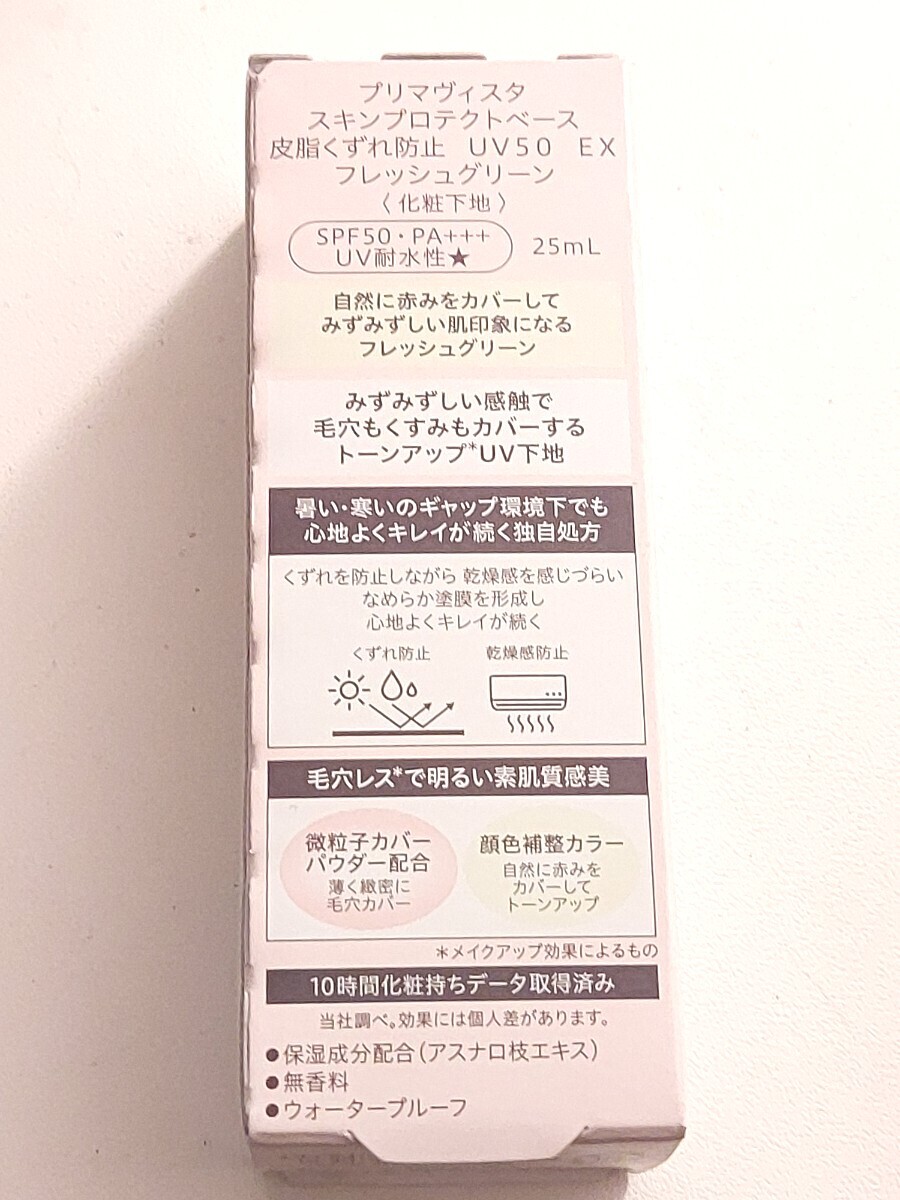 プリマヴィスタ
スキンプロテクトベース
皮脂くずれ防止 UV50 EX
フレッシュグリーン
〈化粧下地〉
SPF50・PA+++
UV耐水性★
25mL
自然に赤みをカバーして
みずみずしい肌印象になる
フレッシュグリーン
みずみずしい感触で
毛穴もくすみもカバーする
トーンアップ*UV下地
暑い・寒いのギャップ環境下でも
心地よくキレイが続く独自処方
くずれを防止しながら 乾燥感を感じづらい
なめらか塗膜を形成し
心地よくキレイが続く
くずれ防止 乾燥感防止
毛穴レス*で明るい素肌質感美
微粒子カバー
パウダー配合
薄く緻密に
毛穴カバー
顔色補整カラー
自然に赤みを
カバーして
トーンアップ
*メイクアップ効果によるもの
10時間化粧持ちデータ取得済み
当社調べ。効果には個人差があります。
●保湿成分配合(アスナロ枝エキス)
●無香料
●ウォータープルーフ